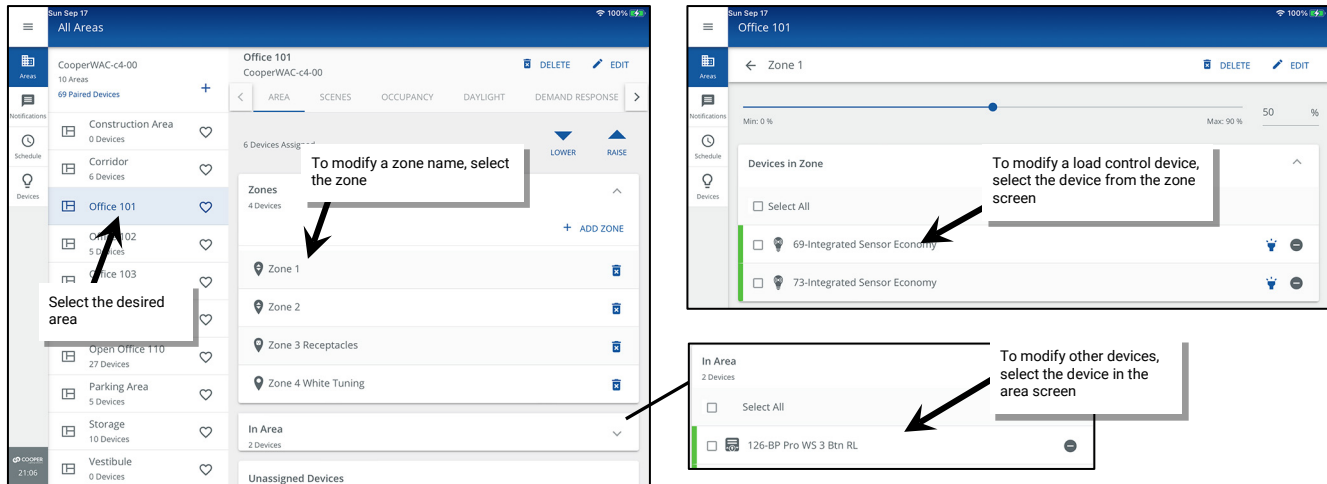 Sun Sep 17
100%
All Areas
Areas
Notifications
Schedule
Devices
COOPER
21:06
CooperWAC-c4-00
10 Areas
69 Paired Devices
+
Construction Area
0 Devices
Corridor
6 Devices
Office 101
102
5 D ices
fice 103
Open Office 110
27 Devices
Parking Area
5 Devices
Storage
10 Devices
Vestibule
0 Devices
Select the desired
area
Office 101
CooperWAC-c4-00
DELETE
EDIT
< AREA SCENES OCCUPANCY DAYLIGHT DEMAND RESPONSE >
6 Devices Assig
LOWER RAISE
To modify a zone name, select
the zone
Zones
4 Devices
+ ADD ZONE
Zone 1
Zone 2
Zone 3 Receptacles
Zone 4 White Tuning
In Area
2 Devices
Unassigned Devices
Sun Sep 17
100%
Office 101
Areas
Notifications
Schedule
Devices
← Zone 1
DELETE
EDIT
Min: 0 %
Max: 90 %
50 %
Devices in Zone
To modify a load control device,
select the device from the zone
screen
Select All
69-Integrated Sensor Economy
73-Integrated Sensor Economy
In Area
2 Devices
To modify other devices,
select the device in the
area screen
Select All
126-BP Pro WS 3 Btn RL